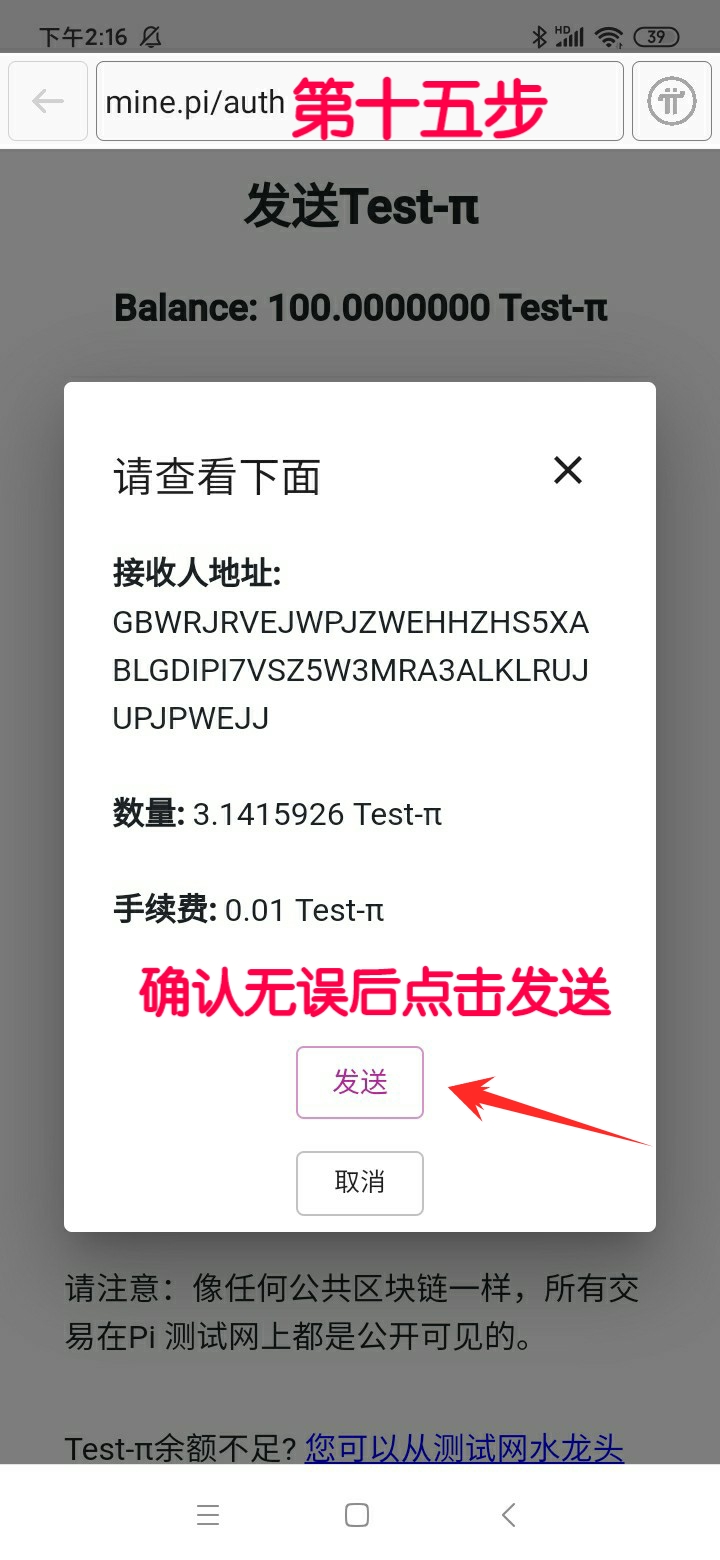 下午2:16
HD
39
mine.pi/auth
第十五步
发送Test-π
Balance: 100.0000000 Test-π
请查看下面
接收人地址:
GBWRJRVEJWPJZWEHHZHS5XA
BLGDIPI7VSZ5W3MRA3ALKLRUJ
UPJPWEJJ
数量: 3.1415926 Test-π
手续费: 0.01 Test-π
确认无误后点击发送
发送
取消
请注意：像任何公共区块链一样，所有交
易在Pi 测试网上都是公开可见的。
Test-π余额不足? 您可以从测试网水龙头